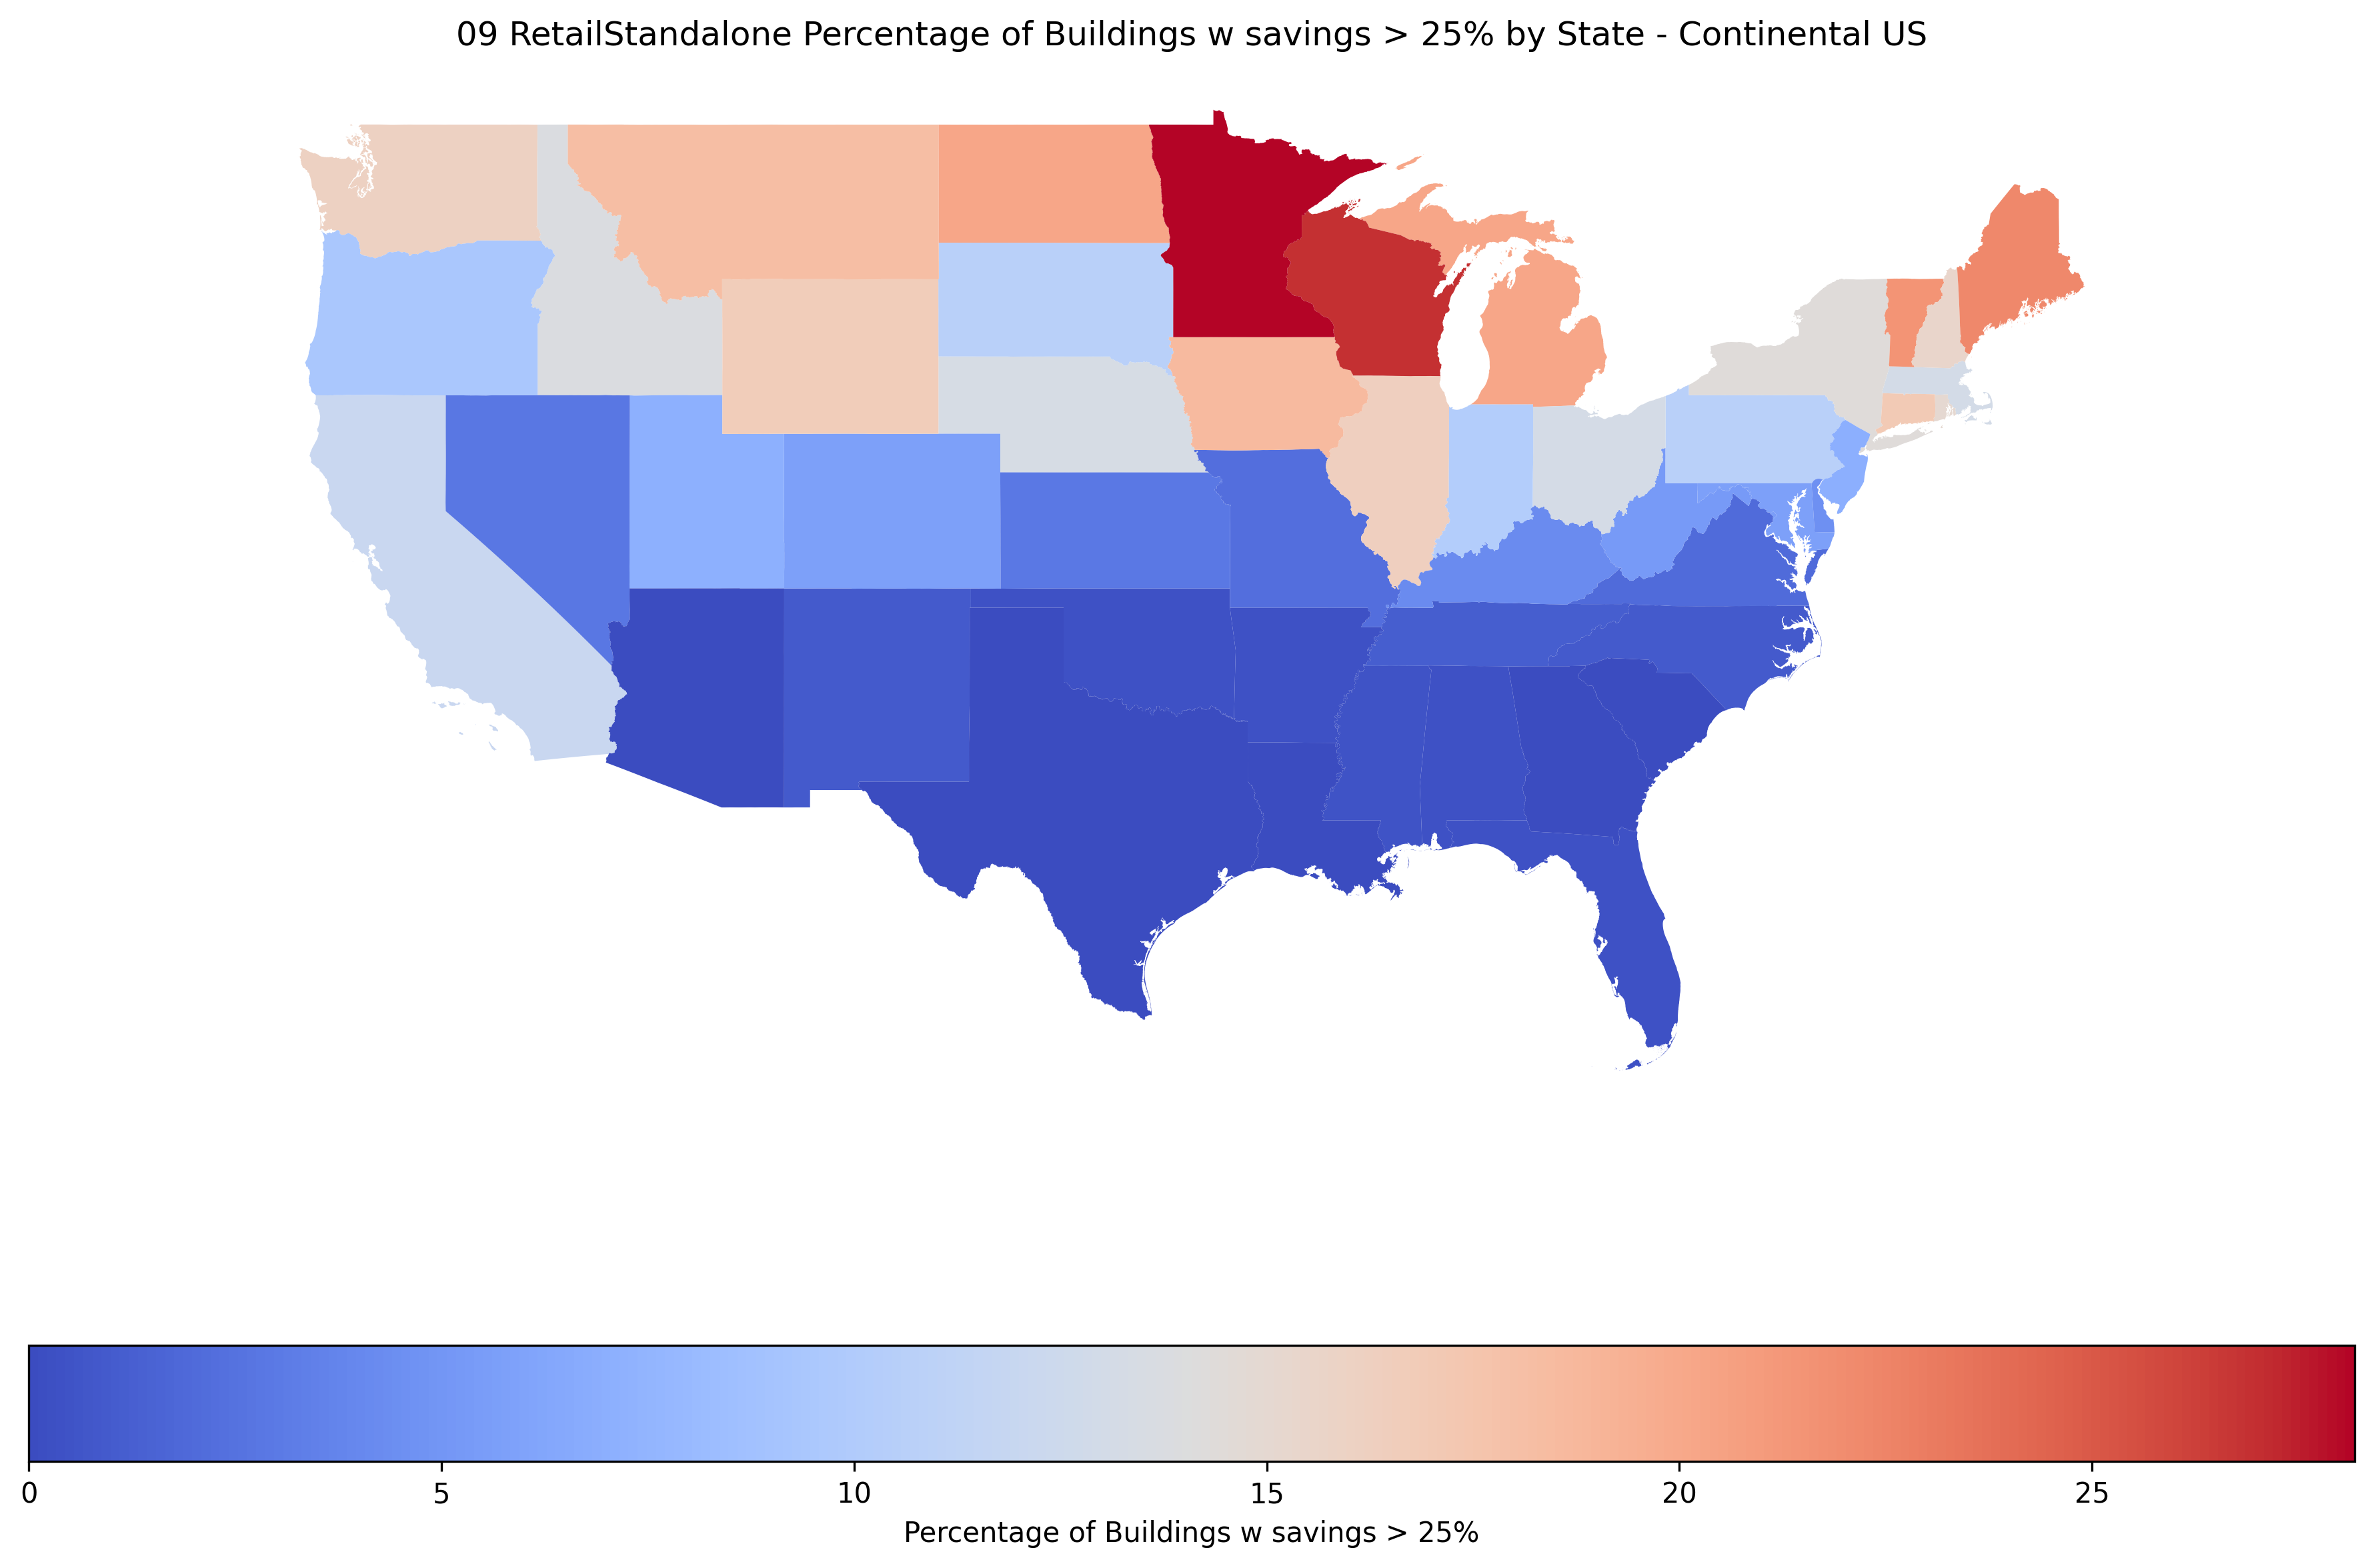 09 RetailStandalone Percentage of Buildings w savings > 25% by State - Continental US
0 5 10 15 20 25
Percentage of Buildings w savings > 25%